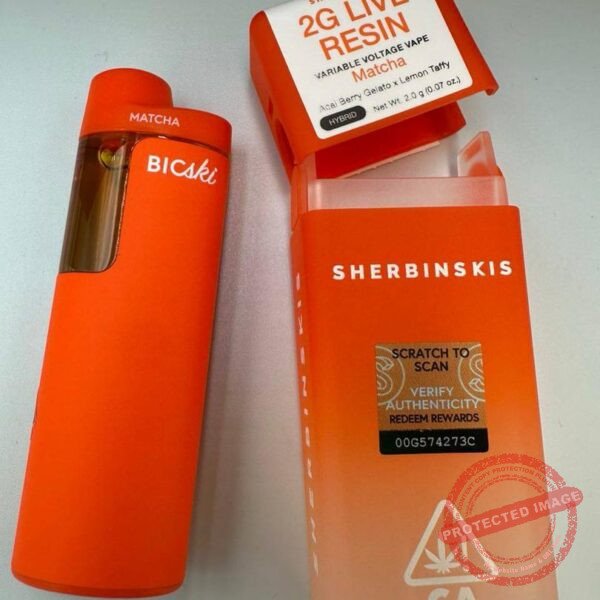 MATCHA
BICski
2G LIVE
RESIN
VARIABLE VOLTAGE VAPE
Matcha
Acai Berry Gelato x Lemon Taffy
HYBRID
Net Wt. 2.0 g (0.07 oz.)
SHERBINSKIS
SHERBINSKIS
SCRATCH TO
SCAN
VERIFY
AUTHENTICITY
REDEEM REWARDS
00G574273C
CA
PROTECTED IMAGE